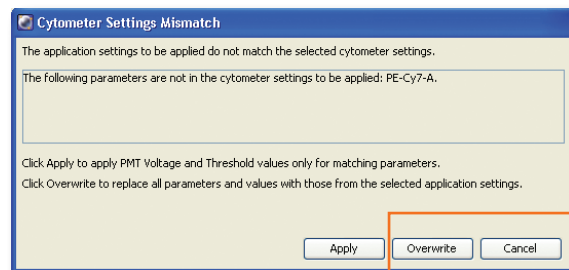 Cytometer Settings Mismatch
The application settings to be applied do not match the selected cytometer settings.
The following parameters are not in the cytometer settings to be applied: PE-Cy7-A.
Click Apply to apply PMT Voltage and Threshold values only for matching parameters.
Click Overwrite to replace all parameters and values with those from the selected application settings.
Apply Overwrite Cancel